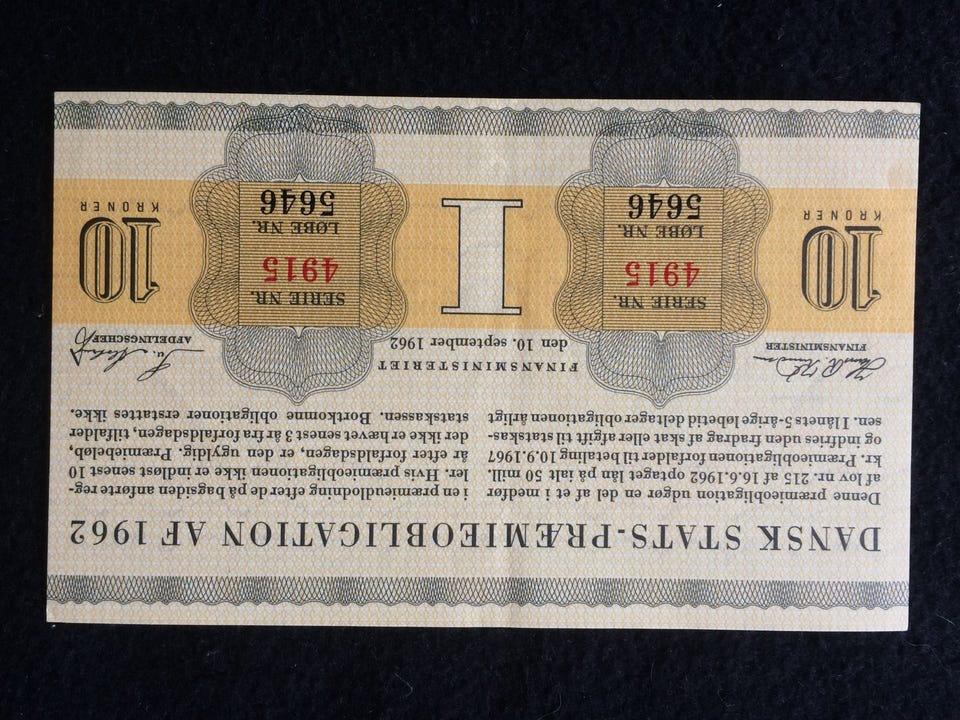 DANSK STATS-PRÆMIEOBLIGATION AF 1962
Denne præmieobligation udgør en del af et i medfør
af lov nr. 215 af 16.6.1962 optaget lån på ialt 50 mill.
kr. Præmieobligationen forfalder til betaling 10.9.1967
og indfries uden fradrag af skat eller afgift til statskas-
sen. I lånets 5-årige løbetid deltager obligationen årligt
i en præmieudlodning efter de på bagsiden anførte reg-
ler. Hvis præmieobligationen ikke er indløst senest 10
år efter forfaldsdagen, er den ugyldig. Præmiebeløb,
der ikke er hævet senest 3 år fra forfaldsdagen, tilfalder
statskassen. Bortkomne obligationer erstattes ikke.
FINANSMINISTERIET
den 10. september 1962
FINANSMINISTER
AFDELINGSCHEF
10
KRONER
SERIE NR.
4915
LØBE NR.
5646
I
SERIE NR.
4915
LØBE NR.
5646
10
KRONER